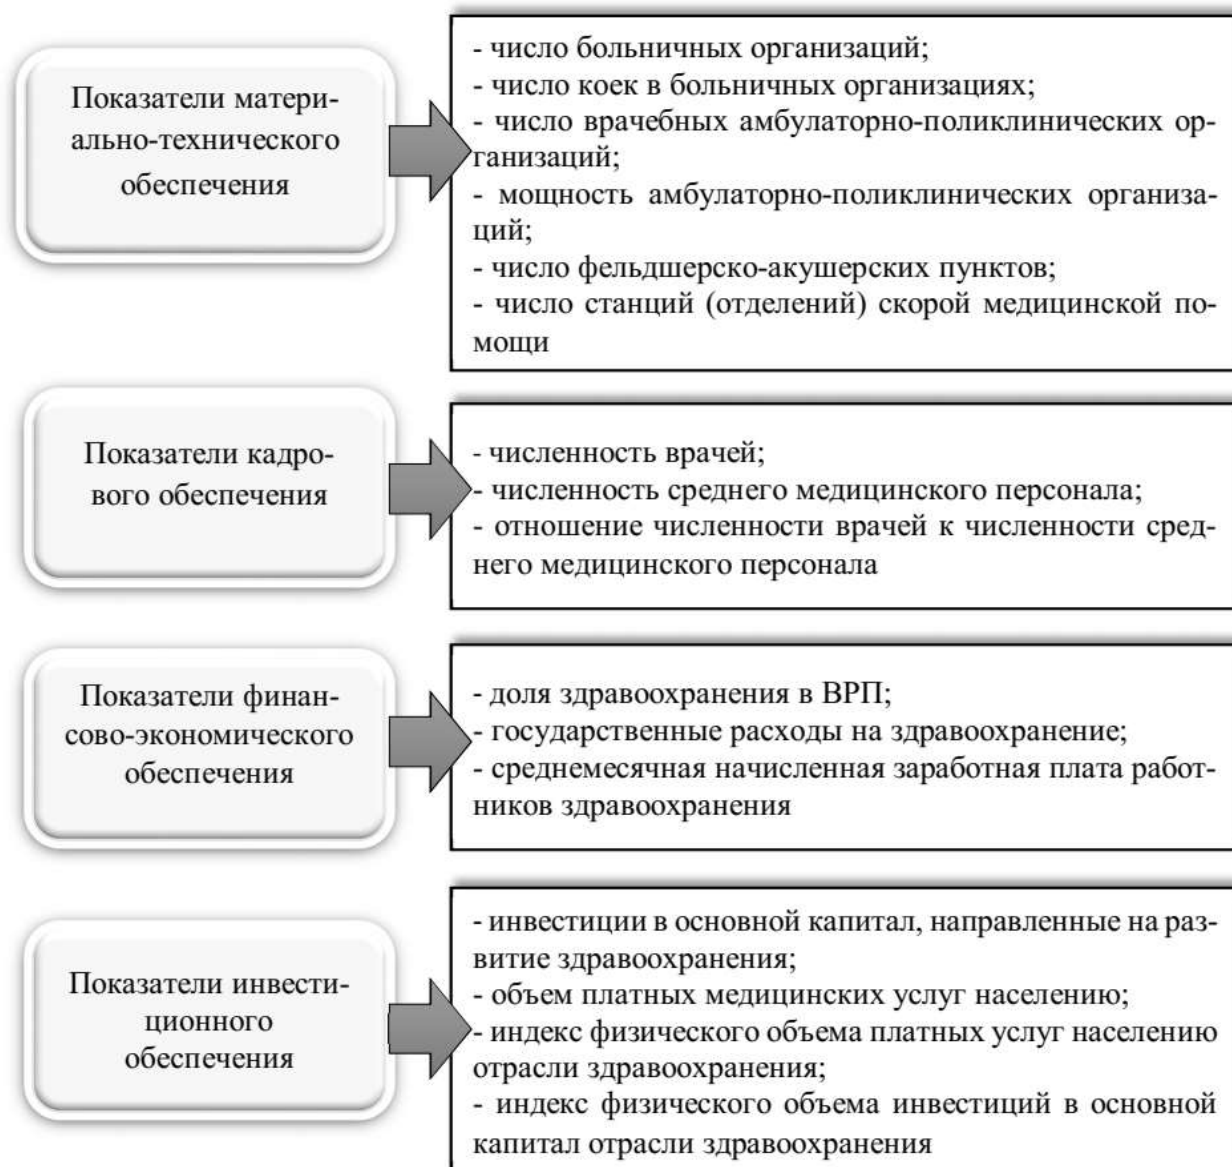 Показатели матери-
ально-технического
обеспечения
- число больничных организаций;
- число коек в больничных организациях;
- число врачебных амбулаторно-поликлинических ор-
ганизаций;
- мощность амбулаторно-поликлинических организа-
ций;
- число фельдшерско-акушерских пунктов;
- число станций (отделений) скорой медицинской по-
мощи
Показатели кадро-
вого обеспечения
- численность врачей;
- численность среднего медицинского персонала;
- отношение численности врачей к численности сред-
него медицинского персонала
Показатели финан-
сово-экономического
обеспечения
- доля здравоохранения в ВРП;
- государственные расходы на здравоохранение;
- среднемесячная начисленная заработная плата работ-
ников здравоохранения
Показатели инвести-
ционного
обеспечения
- инвестиции в основной капитал, направленные на раз-
витие здравоохранения;
- объем платных медицинских услуг населению;
- индекс физического объема платных услуг населению
отрасли здравоохранения;
- индекс физического объема инвестиций в основной
капитал отрасли здравоохранения